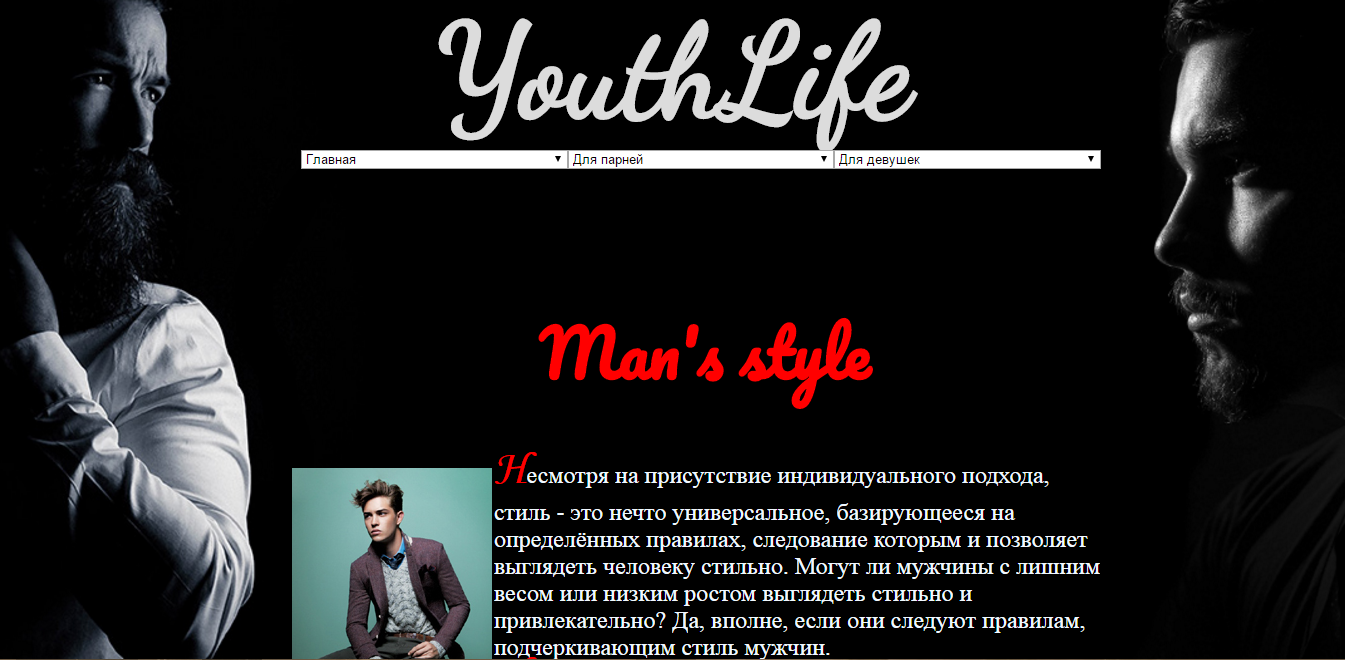 YouthLife
Главная Для парней Для девушек
Man's style
Несмотря на присутствие индивидуального подхода,
стиль - это нечто универсальное, базирующееся на
определённых правилах, следование которым и позволяет
выглядеть человеку стильно. Могут ли мужчины с лишним
весом или низким ростом выглядеть стильно и
привлекательно? Да, вполне, если они следуют правилам,
подчеркивающим стиль мужчин.